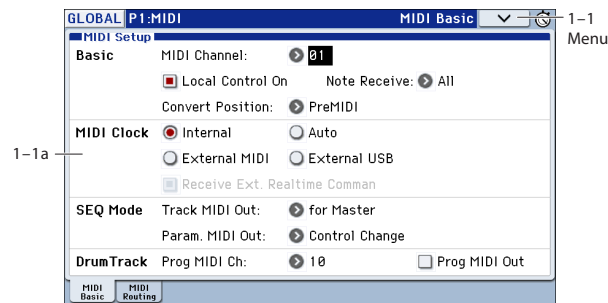 GLOBAL P1:MIDI MIDI Basic
1–1
Menu
MIDI Setup
Basic MIDI Channel: 01
Local Control On Note Receive: All
Convert Position: PreMIDI
MIDI Clock Internal Auto
1–1a
External MIDI External USB
Receive Ext. Realtime Comman
SEQ Mode Track MIDI Out: for Master
Param. MIDI Out: Control Change
DrumTrack Prog MIDI Ch: 10 Prog MIDI Out
MIDI Basic
MIDI Routing